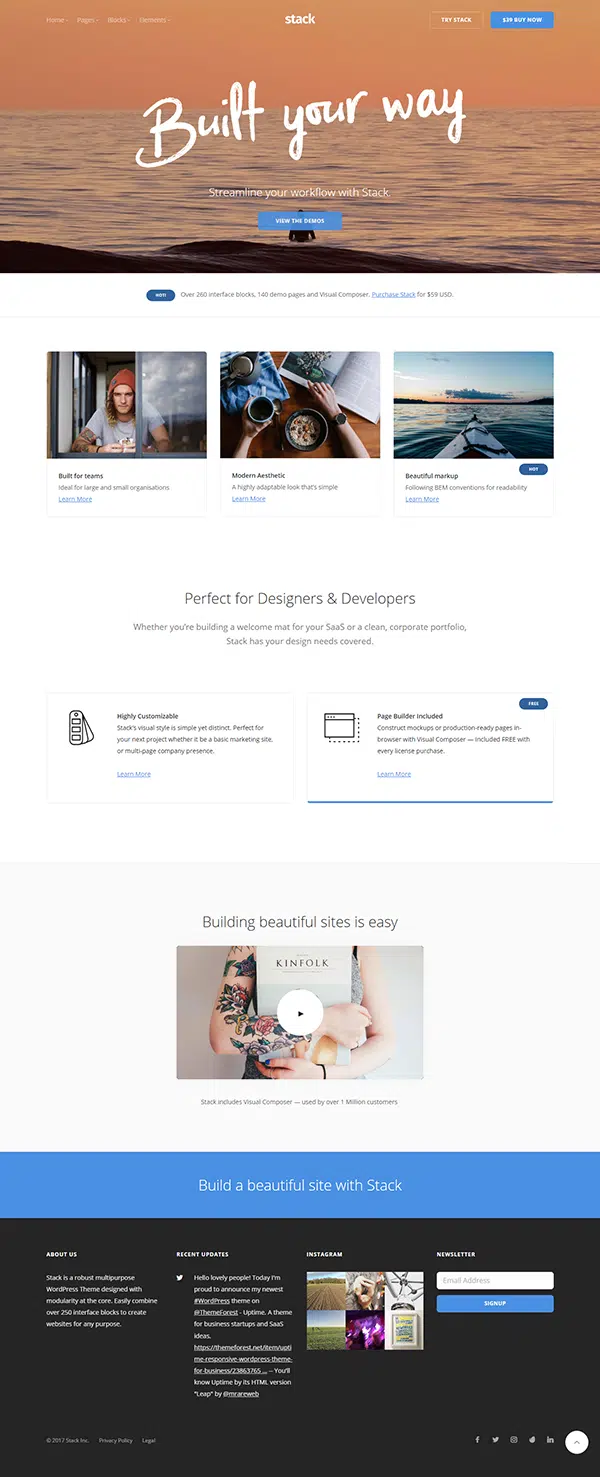 Home Pages Blocks Elements
stack
TRY STACK
$39 BUY NOW
Built your way
Streamline your workflow with Stack.
VIEW THE DEMOS
HOT! Over 260 interface blocks, 140 demo pages and Visual Composer. Purchase Stack for $59 USD.
Built for teams
Ideal for large and small organisations
Learn More
Modern Aesthetic
A highly adaptable look that's simple
Learn More
HOT
Beautiful markup
Following BEM conventions for readability
Learn More
Perfect for Designers & Developers
Whether you're building a welcome mat for your SaaS or a clean, corporate portfolio,
Stack has your design needs covered.
Highly Customizable
Stack's visual style is simple yet distinct. Perfect for
your next project whether it be a basic marketing site,
or multi-page company presence.
Learn More
FREE
Page Builder Included
Construct mockups or production-ready pages in-
browser with Visual Composer — Included FREE with
every license purchase.
Learn More
Building beautiful sites is easy
KINFOLK
Stack includes Visual Composer — used by over 1 Million customers
Build a beautiful site with Stack
ABOUT US
Stack is a robust multipurpose
WordPress Theme designed with
modularity at the core. Easily combine
over 250 interface blocks to create
websites for any purpose.
RECENT UPDATES
Hello lovely people! Today I'm
proud to announce my newest
#WordPress theme on
#ThemeForest - Uptime. A theme
for business startups and SaaS
ideas.
https://themeforest.net/item/upti
me-responsive-wordpress-theme-
for-business/23863765 ... -- You'll
know Uptime by its HTML version
"Leap" by @mrareweb
INSTAGRAM
NEWSLETTER
Email Address
SIGNUP
© 2017 Stack Inc. Privacy Policy Legal